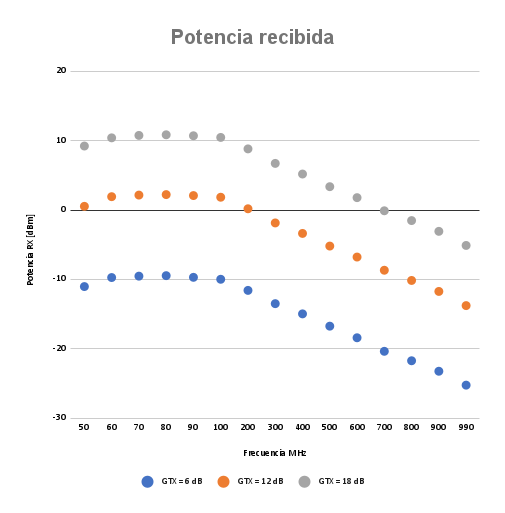 Potencia recibida
20
10
0
-10
-20
-30
Potencia RX (dBm)
50 60 70 80 90 100 200 300 400 500 600 700 800 900 990
Frecuencia MHz
GTX = 6 dB GTX = 12 dB GTX = 18 dB